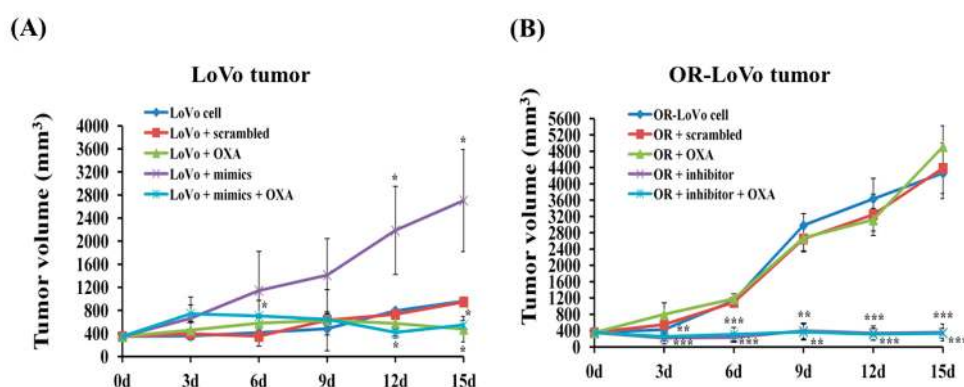 (A)
LoVo tumor
Tumor volume (mm³)
4000
3600
3200
2800
2400
2000
1600
1200
800
400
0
LoVo cell
LoVo + scrambled
LoVo + OXA
LoVo + mimics
LoVo + mimics + OXA
*
*
*
*
*
*
0d 3d 6d 9d 12d 15d
(B)
OR-LoVo tumor
Tumor volume (mm³)
5600
5200
4800
4400
4000
3600
3200
2800
2400
2000
1600
1200
800
400
0
OR-LoVo cell
OR + scrambled
OR + OXA
OR + inhibitor
OR + inhibitor + OXA
** *** ** *** ***
*** *** ** *** ***
0d 3d 6d 9d 12d 15d